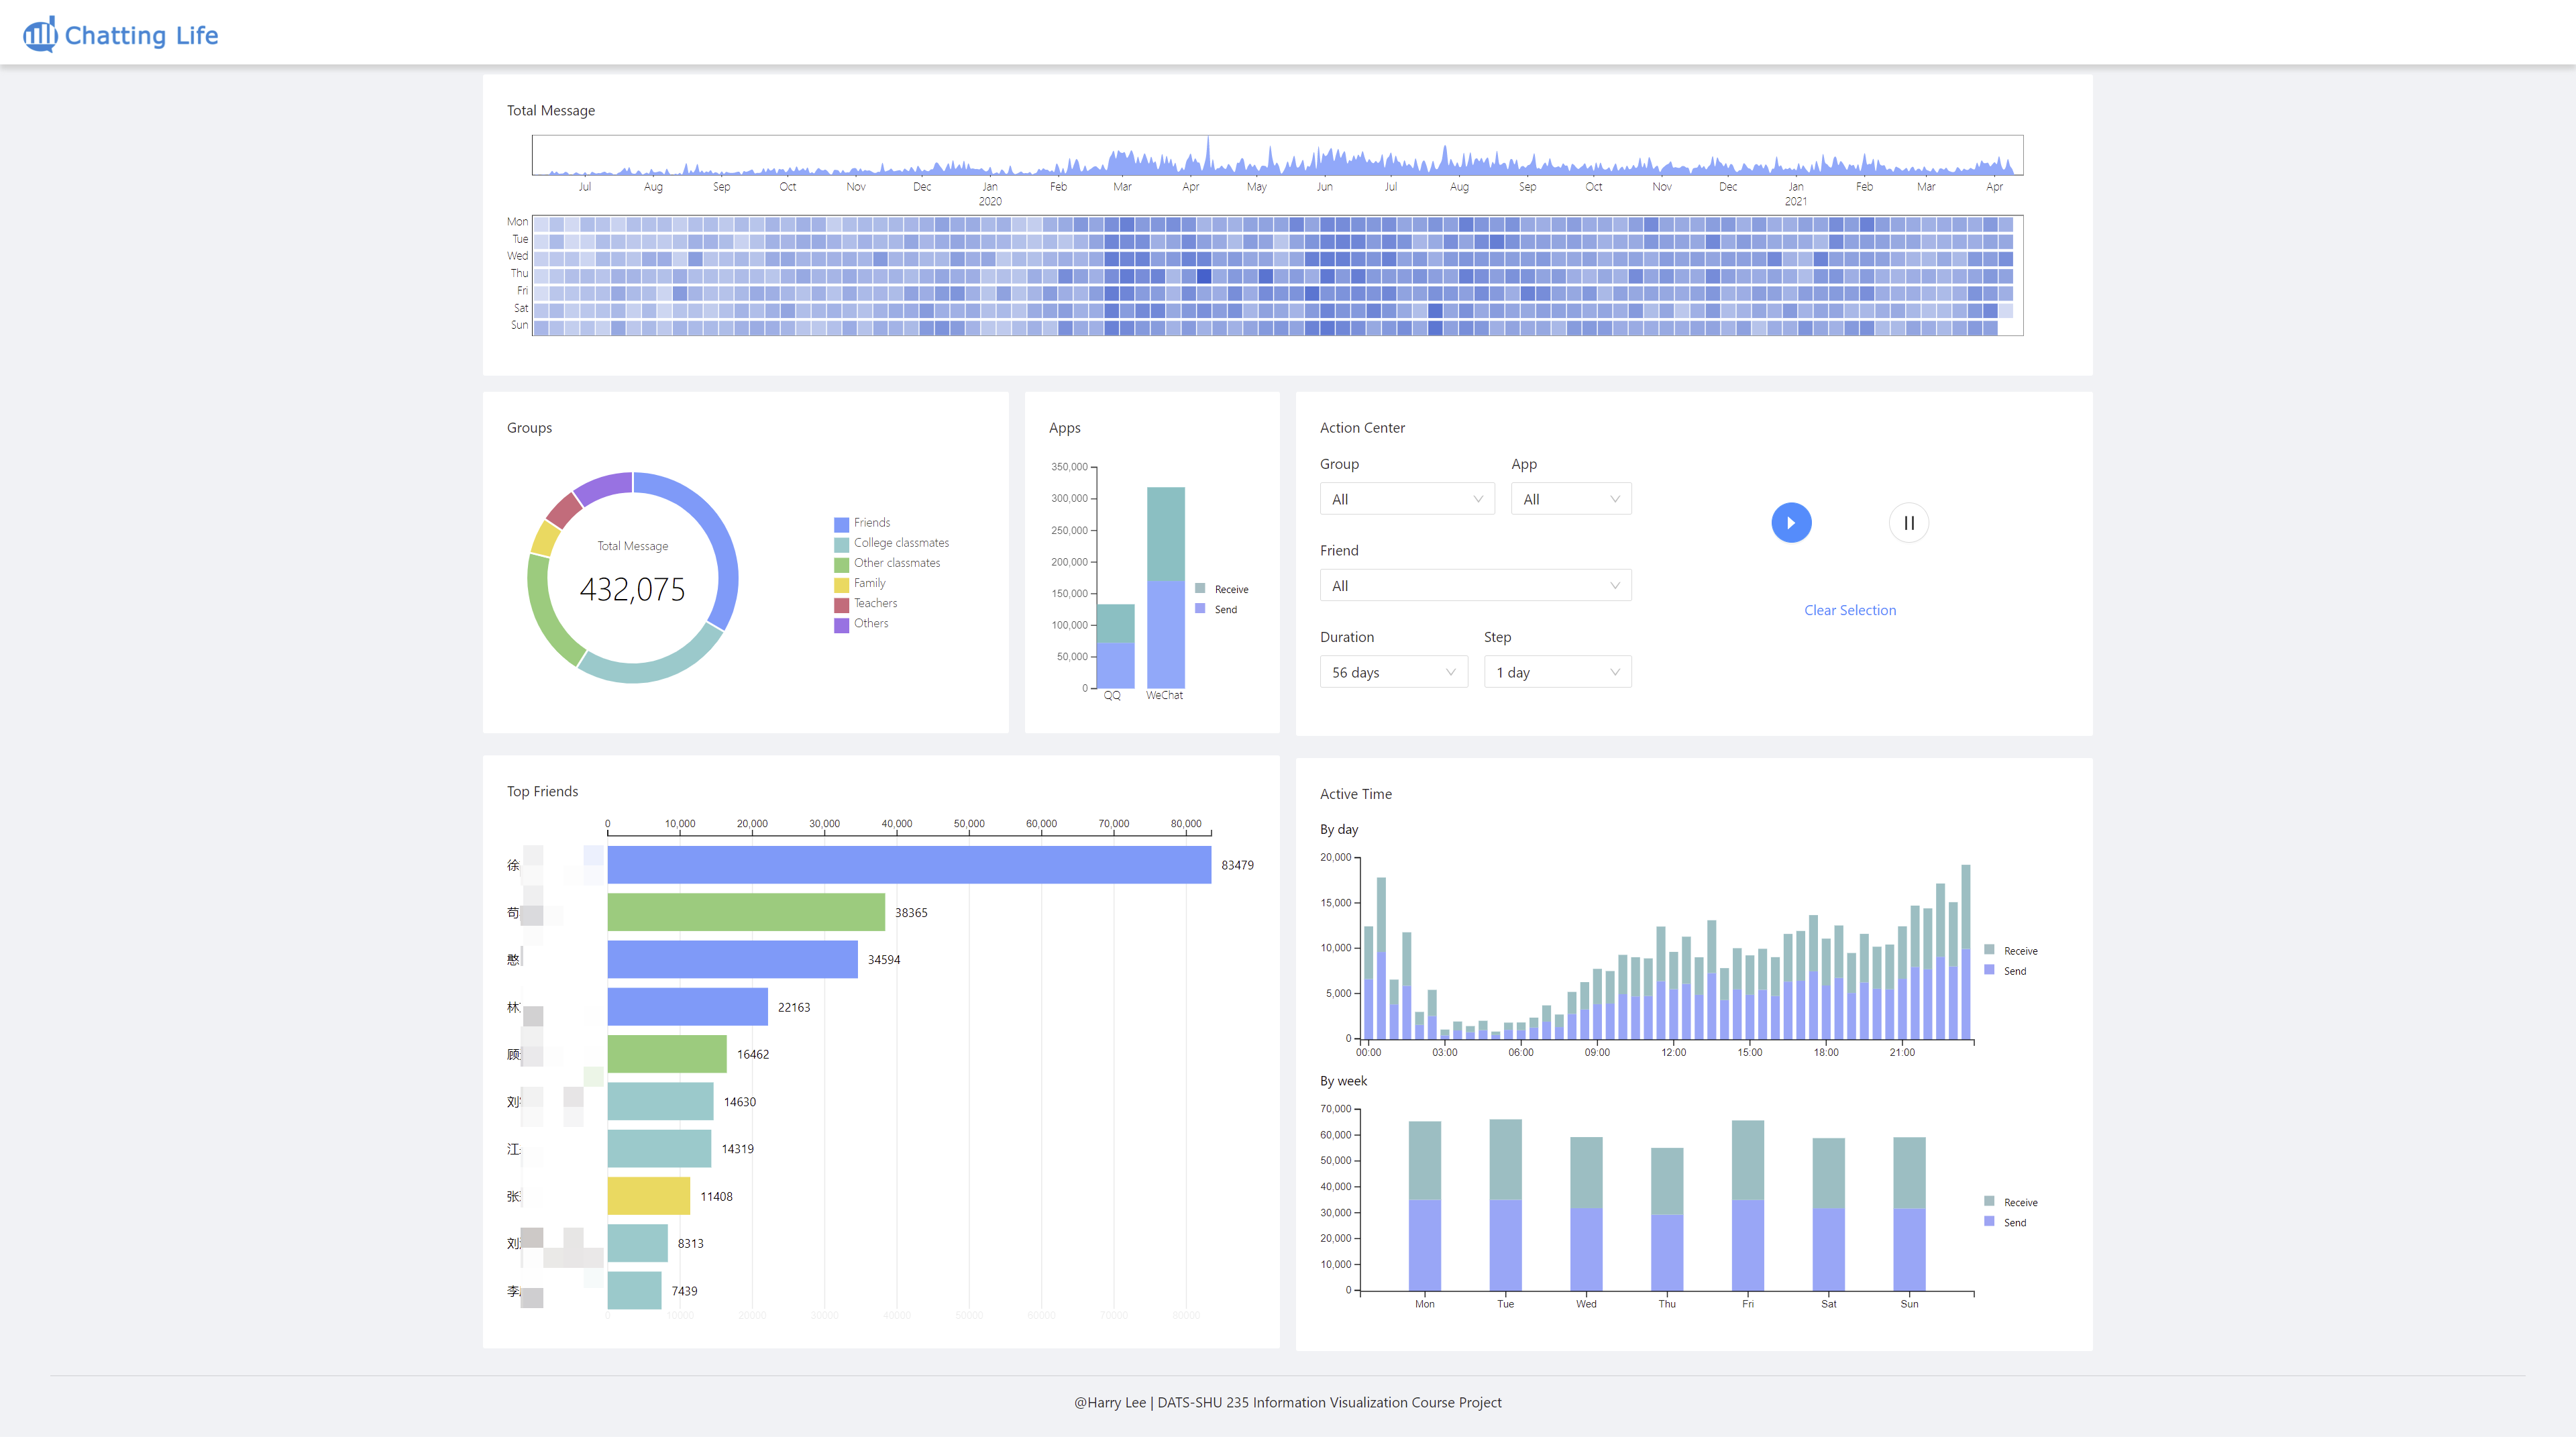 Chatting Life
Total Message
Jul Aug Sep Oct Nov Dec Jan Feb Mar Apr May Jun Jul Aug Sep Oct Nov Dec Jan Feb Mar Apr
2020 2021
Mon
Tue
Wed
Thu
Fri
Sat
Sun
Groups
Total Message
432,075
Friends
College classmates
Other classmates
Family
Teachers
Others
Apps
350,000
300,000
250,000
200,000
150,000
100,000
50,000
0
QQ WeChat
Receive
Send
Action Center
Group App
All All
Friend
All
Clear Selection
Duration Step
56 days 1 day
Top Friends
0 10,000 20,000 30,000 40,000 50,000 60,000 70,000 80,000
徐 83479
苟 38365
憨 34594
林 22163
顾 16462
刘 14630
江 14319
张 11408
刘 8313
李 7439
0 10000 20000 30000 40000 50000 60000 70000 80000
Active Time
By day
20,000
15,000
10,000
5,000
0
00:00 03:00 06:00 09:00 12:00 15:00 18:00 21:00
Receive
Send
By week
70,000
60,000
50,000
40,000
30,000
20,000
10,000
0
Mon Tue Wed Thu Fri Sat Sun
Receive
Send
@Harry Lee | DATS-SHU 235 Information Visualization Course Project